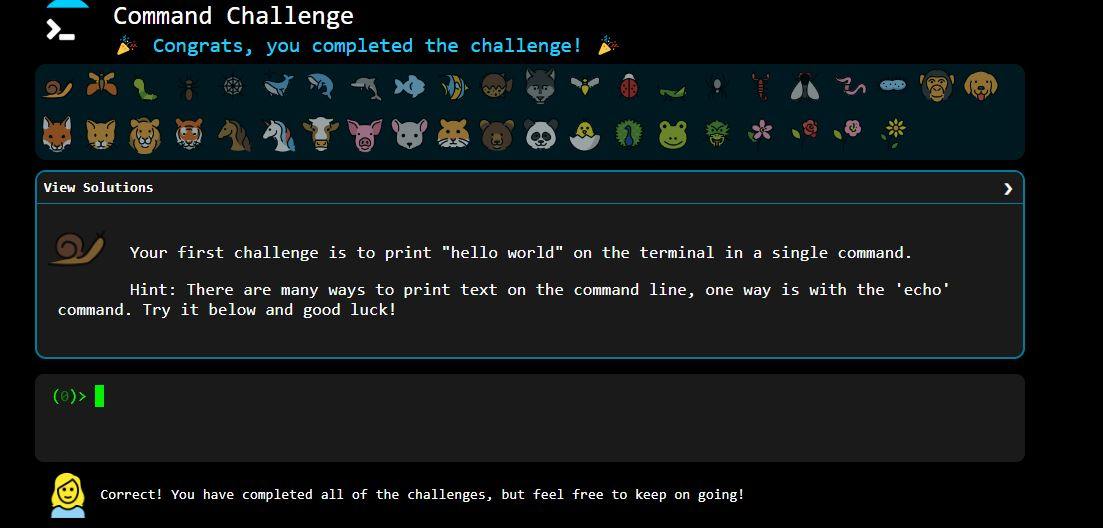 Command Challenge
🎉 Congrats, you completed the challenge! 🎉
View Solutions ❯
Your first challenge is to print "hello world" on the terminal in a single command.
Hint: There are many ways to print text on the command line, one way is with the 'echo'
command. Try it below and good luck!
(0)>
Correct! You have completed all of the challenges, but feel free to keep on going!